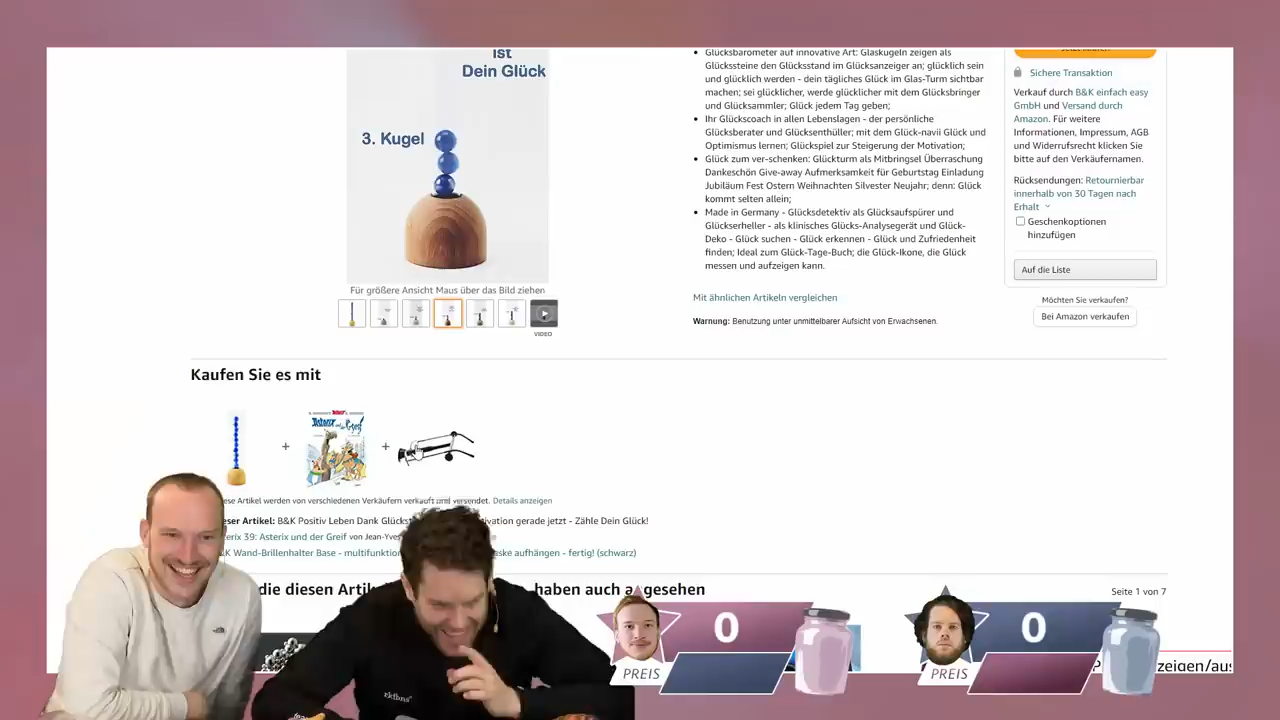 ist
Dein Glück
3. Kugel
Für größere Ansicht Maus über das Bild ziehen
VIDEO
Glücksbarometer auf innovative Art: Glaskugeln zeigen als
Glückssteine den Glücksstand im Glücksanzeiger an; glücklich sein
und glücklich werden - dein tägliches Glück im Glas-Turm sichtbar
machen; sei glücklicher, werde glücklicher mit dem Glücksbringer
und Glücksammler; Glück jedem Tag geben;
Ihr Glückscoach in allen Lebenslagen - der persönliche
Glücksberater und Glücksenthüller; mit dem Glück-navii Glück und
Optimismus lernen; Glückspiel zur Steigerung der Motivation;
Glück zum ver-schenken: Glückturm als Mitbringsel Überraschung
Dankeschön Give-away Aufmerksamkeit für Geburtstag Einladung
Jubiläum Fest Ostern Weihnachten Silvester Neujahr; denn: Glück
kommt selten allein;
Made in Germany - Glücksdetektiv als Glücksaufspürer und
Glückserheller - als klinisches Glücks-Analysegerät und Glück-
Deko - Glück suchen - Glück erkennen - Glück und Zufriedenheit
finden; Ideal zum Glück-Tage-Buch; die Glück-Ikone, die Glück
messen und aufzeigen kann.
Mit ähnlichen Artikeln vergleichen
Warnung: Benutzung unter unmittelbarer Aufsicht von Erwachsenen.
Sichere Transaktion
Verkauf durch B&K einfach easy
GmbH und Versand durch
Amazon. Für weitere
Informationen, Impressum, AGB
und Widerrufsrecht klicken Sie
bitte auf den Verkäufernamen.
Rücksendungen: Retournierbar
innerhalb von 30 Tagen nach
Erhalt
Geschenkoptionen
hinzufügen
Auf die Liste
Möchten Sie verkaufen?
Bei Amazon verkaufen
Kaufen Sie es mit
+ +
Asterix
Artikel werden von verschiedenen Verkäufern verkauft und versendet. Details anzeigen
Artikel: B&K Positiv Leben Dank gerade jetzt - Zähle Dein Glück!
39: Asterix und der Greif von
Wand-Brillenhalter Base - aufhängen - fertig! (schwarz)
die diesen haben auch angesehen
Seite 1 von 7
0
PREIS
0
PREIS
THE NORTH FACE